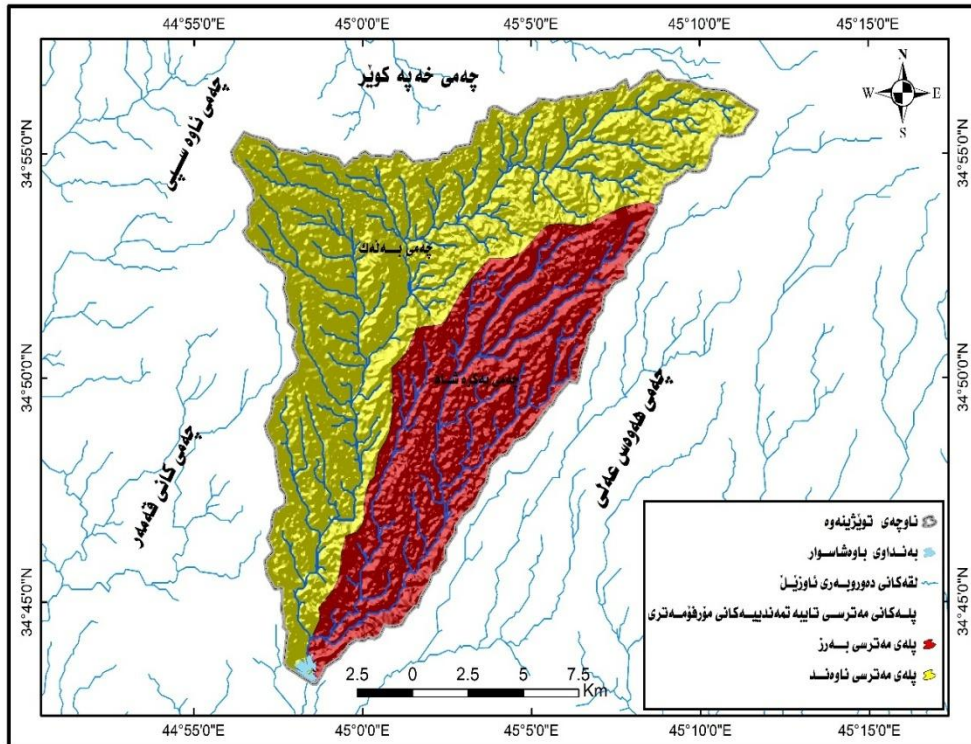 44°55'0"E 45°0'0"E 45°5'0"E 45°10'0"E 45°15'0"E
چەمی خەپە کوێر
چەمی ئاوە سپی
N
W E
S
34°55'0"N 34°55'0"N
چەمی بەلەک
34°50'0"N 34°50'0"N
چەمی هەوەس عەلی
چەمی کانی قەمەر
ناوچەی توێژینەوە
بەنداوی باوەشاسوار
لقەکانی دەوروبەری ئاوزێل
پلەکانی مەترسی تایبەتمەندییەکانی مۆرفۆمەتری
پلەی مەترسی بەرز
پلەی مەترسی ناوەند
34°45'0"N 34°45'0"N
2.5 0 2.5 5 7.5
Km
44°55'0"E 45°0'0"E 45°5'0"E 45°10'0"E 45°15'0"E